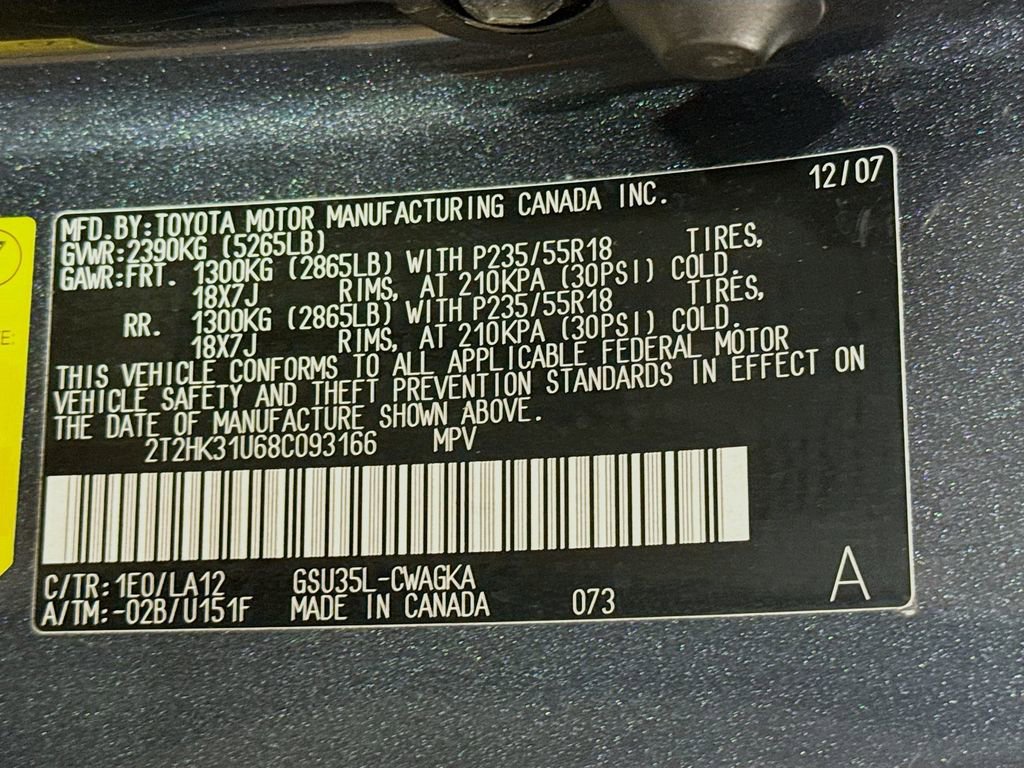 12/07
MFD.BY:TOYOTA MOTOR MANUFACTURING CANADA INC.
GVWR:2390KG (5265LB)
GAWR:FRT. 1300KG (2865LB) WITH P235/55R18 TIRES,
18X7J RIMS, AT 210KPA (30PSI) COLD.
RR. 1300KG (2865LB) WITH P235/55R18 TIRES,
18X7J RIMS, AT 210KPA (30PSI) COLD.
THIS VEHICLE CONFORMS TO ALL APPLICABLE FEDERAL MOTOR
VEHICLE SAFETY AND THEFT PREVENTION STANDARDS IN EFFECT ON
THE DATE OF MANUFACTURE SHOWN ABOVE.
2T2HK31U68C093166 MPV
C/TR:1E0/LA12 GSU35L-CWAGKA
A/TM:-02B/U151F MADE IN CANADA 073 A